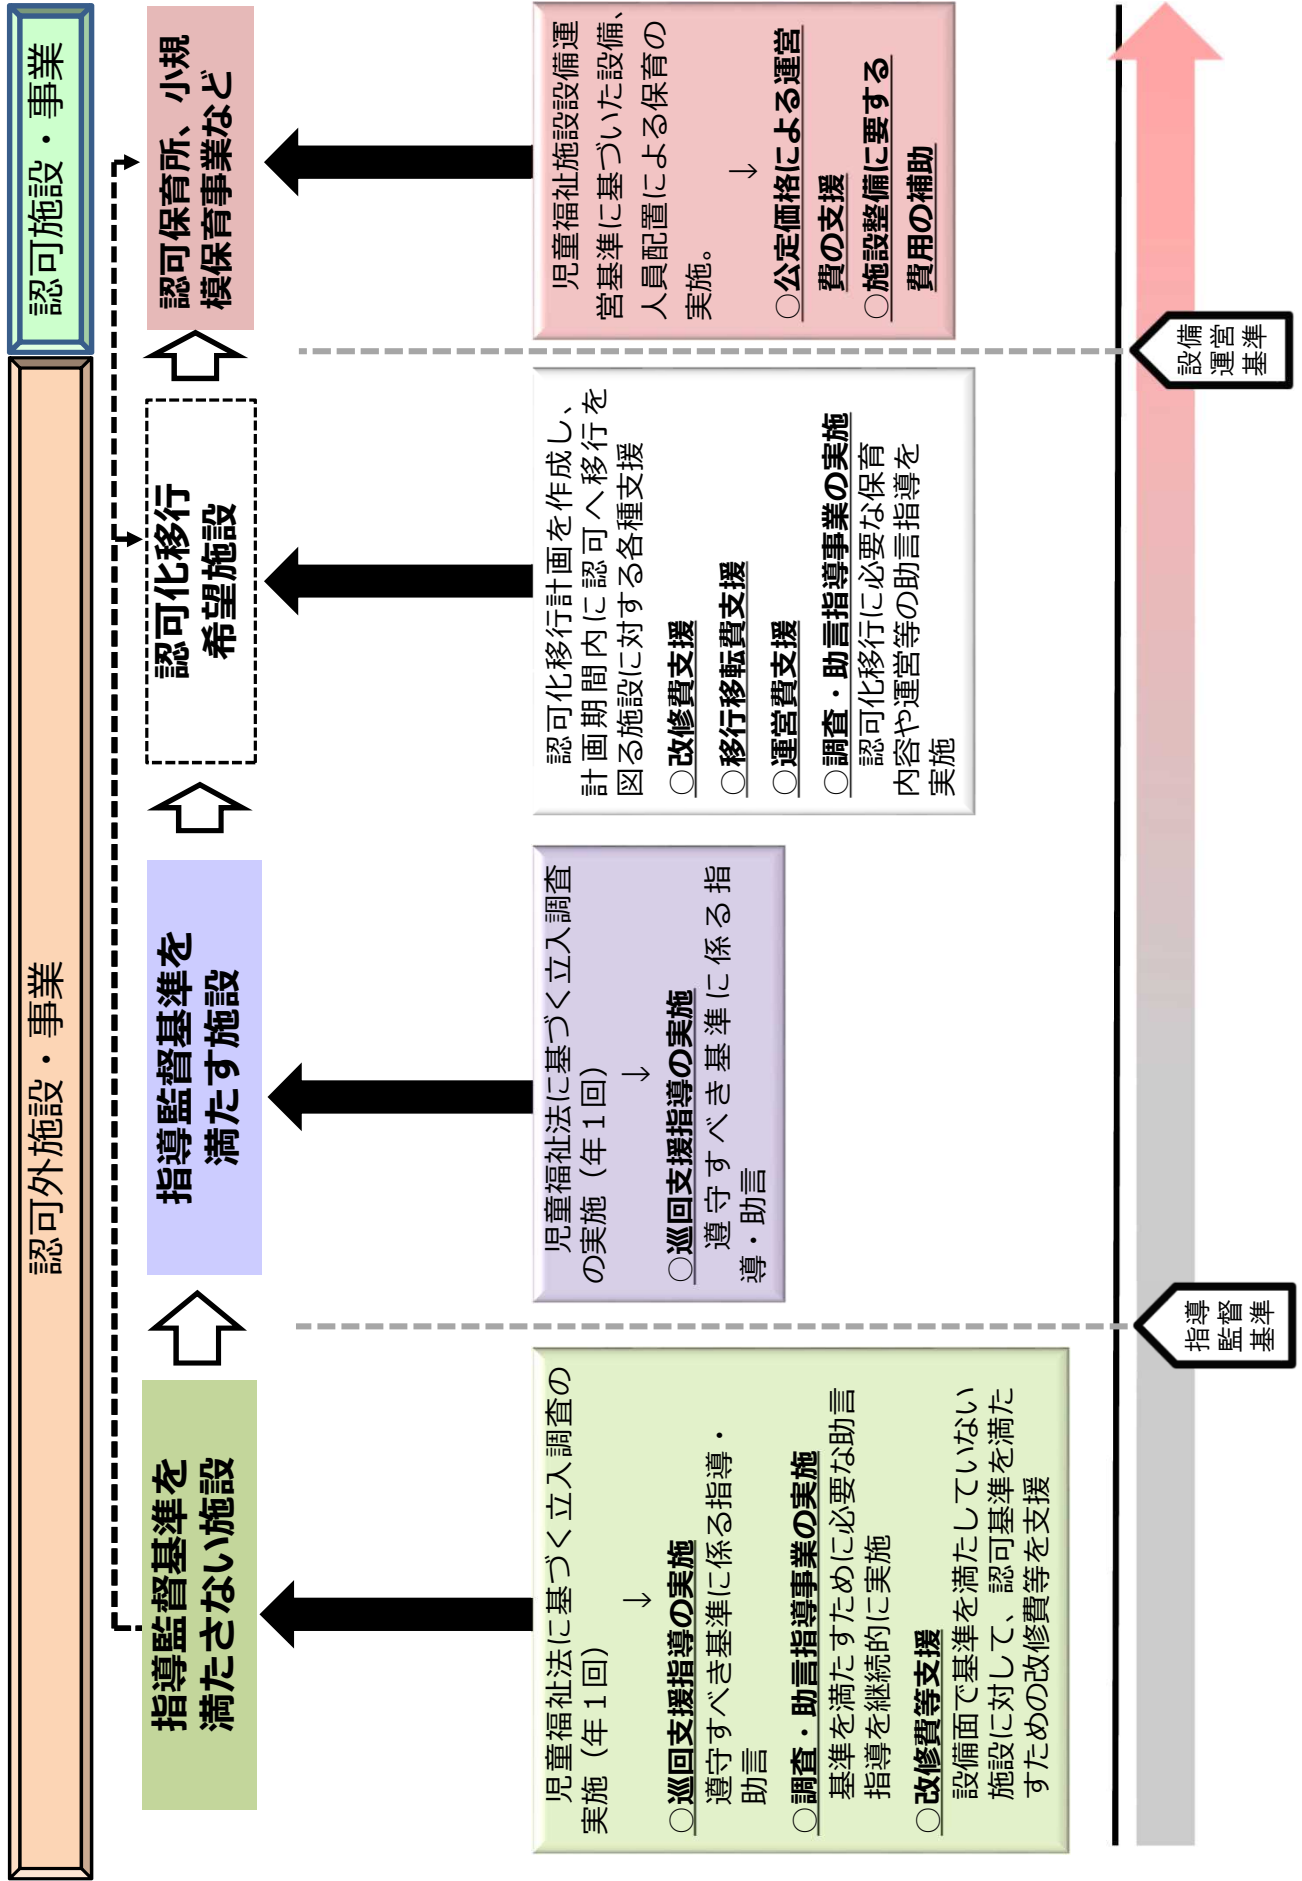 認可外施設・事業
認可施設・事業
指導監督基準を
満たさない施設
指導監督基準を
満たす施設
認可化移行
希望施設
認可保育所、小規
模保育事業など
児童福祉法に基づく立入調査の
実施（年１回）
↓
○巡回支援指導の実施
遵守すべき基準に係る指導・
助言
○調査・助言指導事業の実施
基準を満たすために必要な助言
指導を継続的に実施
○改修費等支援
設備面で基準を満たしていない
施設に対して、認可基準を満た
すための改修費等を支援
児童福祉法に基づく立入調査
の実施（年１回）
↓
○巡回支援指導の実施
遵守すべき基準に係る指
導・助言
認可化移行計画を作成し、
計画期間内に認可へ移行を
図る施設に対する各種支援
○改修費支援
○移行移転費支援
○運営費支援
○調査・助言指導事業の実施
認可化移行に必要な保育
内容や運営等の助言指導を
実施
児童福祉施設設備運
営基準に基づいた設備、
人員配置による保育の
実施。
↓
○公定価格による運営
費の支援
○施設整備に要する
費用の補助
指導
監督
基準
設備
運営
基準